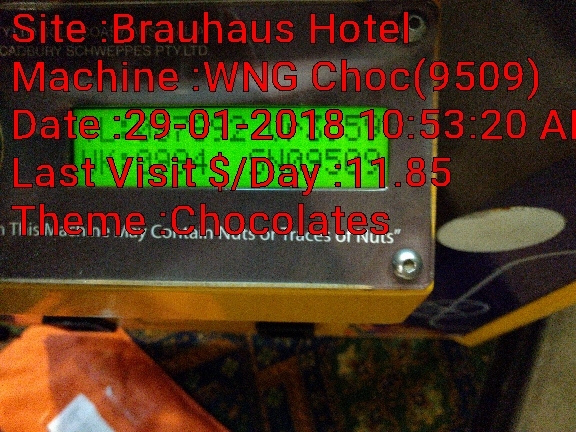 Site :Brauhaus Hotel
CADBURY SCHWEPPES PTY LTD.
Machine :WNG Choc(9509)
Date :29-01-2018 10:53:20 A
Last Visit $/Day :11.85
Theme :Chocolates
This Machine May Contain Nuts or Traces of Nuts"